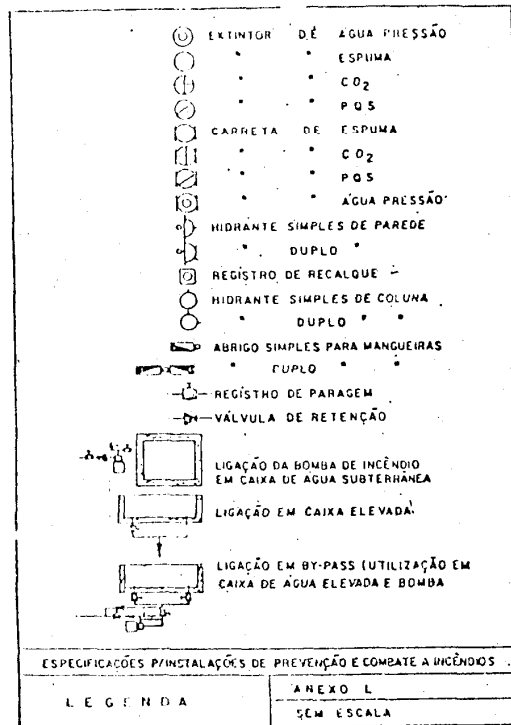 EXTINTOR DE ÁGUA PRESSÃO
" " ESPUMA
" " CO2
" " PQS
CARRETA DE ESPUMA
" " CO2
" " PQS
" " ÁGUA PRESSÃO
HIDRANTE SIMPLES DE PAREDE
" DUPLO "
REGISTRO DE RECALQUE
HIDRANTE SIMPLES DE COLUNA
" DUPLO " "
ABRIGO SIMPLES PARA MANGUEIRAS
" DUPLO " "
REGISTRO DE PARAGEM
VÁLVULA DE RETENÇÃO
LIGAÇÃO DA BOMBA DE INCÊNDIO
EM CAIXA DE ÁGUA SUBTERRÂNEA
LIGAÇÃO EM CAIXA ELEVADA
LIGAÇÃO EM BY-PASS (UTILIZAÇÃO EM
CAIXA DE ÁGUA ELEVADA E BOMBA
ESPECIFICAÇÕES P/INSTALAÇÕES DE PREVENÇÃO E COMBATE A INCÊNDIOS
LEGENDA
ANEXO L
SEM ESCALA